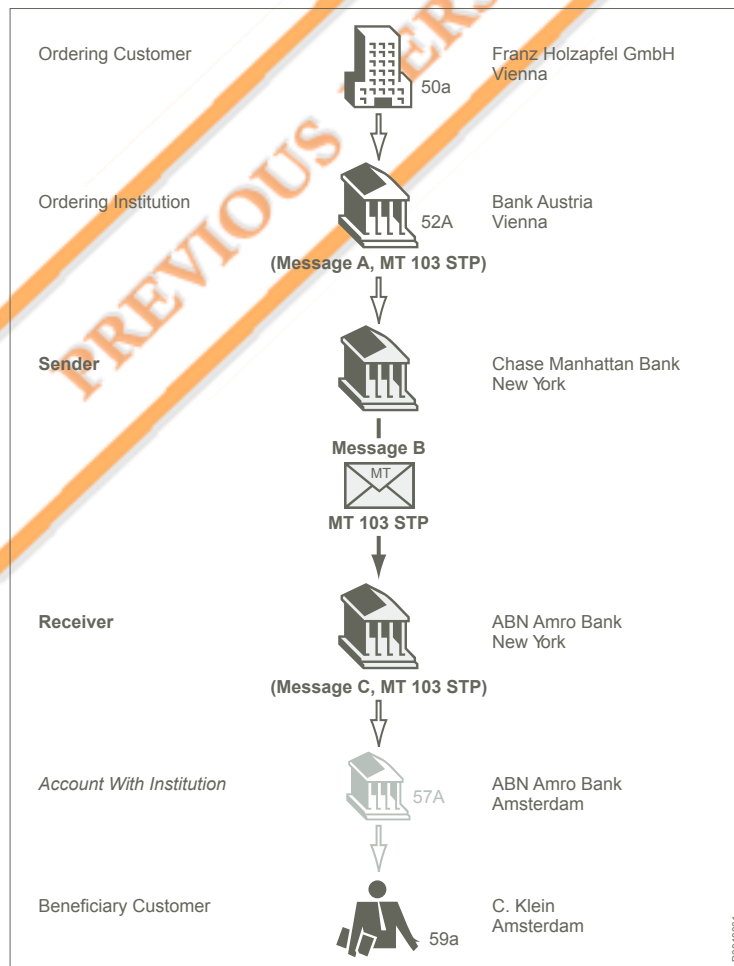 PREVIOUS VERS
Ordering Customer
50a
Franz Holzapfel GmbH
Vienna
Ordering Institution
52A
Bank Austria
Vienna
(Message A, MT 103 STP)
Sender
Chase Manhattan Bank
New York
Message B
MT
MT 103 STP
Receiver
ABN Amro Bank
New York
(Message C, MT 103 STP)
Account With Institution
57A
ABN Amro Bank
Amsterdam
Beneficiary Customer
59a
C. Klein
Amsterdam